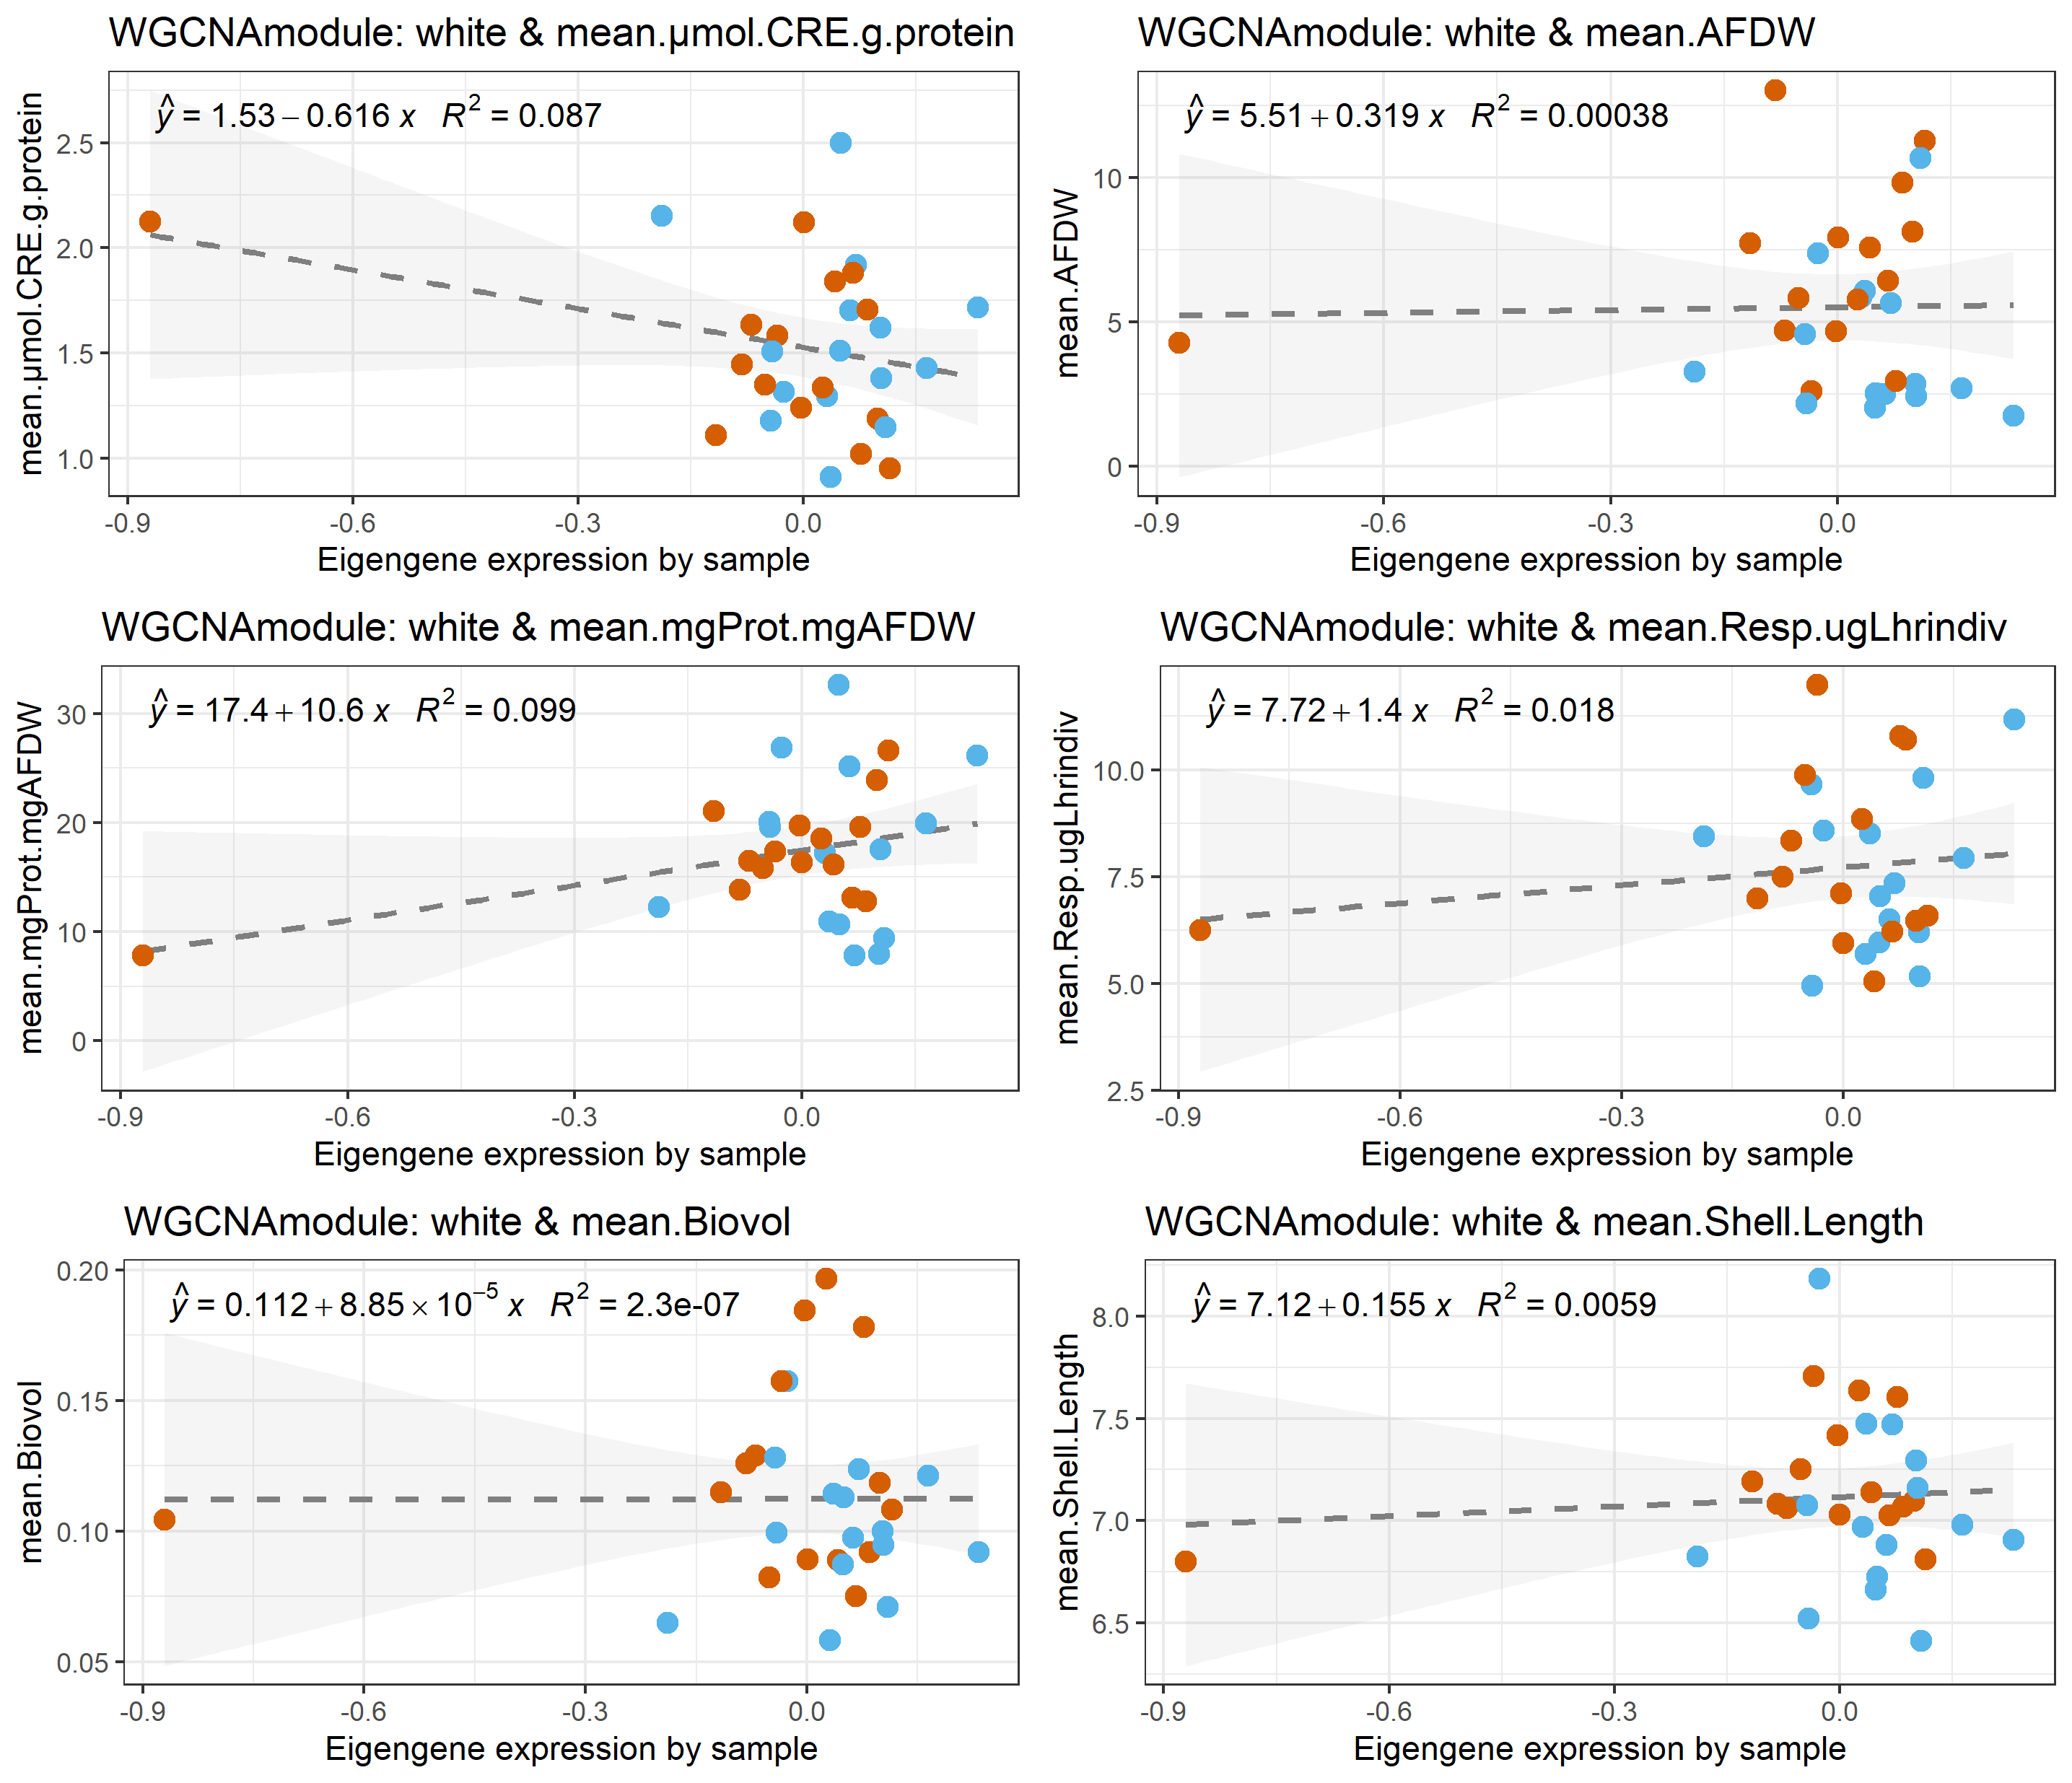 WGCNAmodule: white & mean.µmol.CRE.g.protein
ŷ = 1.53 − 0.616 x R² = 0.087
mean.µmol.CRE.g.protein
2.5
2.0
1.5
1.0
-0.9 -0.6 -0.3 0.0
Eigengene expression by sample
WGCNAmodule: white & mean.AFDW
ŷ = 5.51 + 0.319 x R² = 0.00038
mean.AFDW
10
5
0
-0.9 -0.6 -0.3 0.0
Eigengene expression by sample
WGCNAmodule: white & mean.mgProt.mgAFDW
ŷ = 17.4 + 10.6 x R² = 0.099
mean.mgProt.mgAFDW
30
20
10
0
-0.9 -0.6 -0.3 0.0
Eigengene expression by sample
WGCNAmodule: white & mean.Resp.ugLhrindiv
ŷ = 7.72 + 1.4 x R² = 0.018
mean.Resp.ugLhrindiv
10.0
7.5
5.0
2.5
-0.9 -0.6 -0.3 0.0
Eigengene expression by sample
WGCNAmodule: white & mean.Biovol
ŷ = 0.112 + 8.85 × 10⁻⁵ x R² = 2.3e-07
mean.Biovol
0.20
0.15
0.10
0.05
-0.9 -0.6 -0.3 0.0
Eigengene expression by sample
WGCNAmodule: white & mean.Shell.Length
ŷ = 7.12 + 0.155 x R² = 0.0059
mean.Shell.Length
8.0
7.5
7.0
6.5
-0.9 -0.6 -0.3 0.0
Eigengene expression by sample